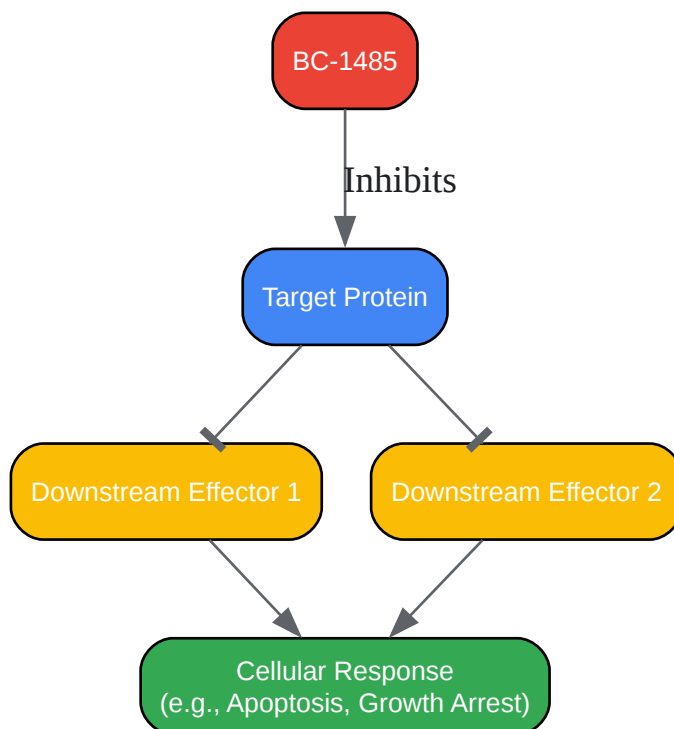 BC-1485
Inhibits
Target Protein
Downstream Effector 1
Downstream Effector 2
Cellular Response
(e.g., Apoptosis, Growth Arrest)